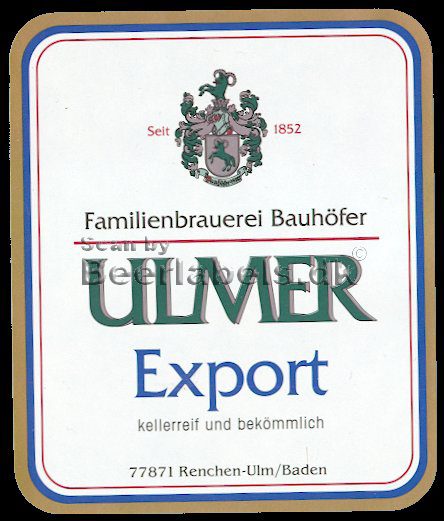 Seit 1852
Familienbrauerei Bauhöfer
Scan by
Beerlabels.dk ©
ULMER
Export
kellerreif und bekömmlich
77871 Renchen-Ulm/Baden